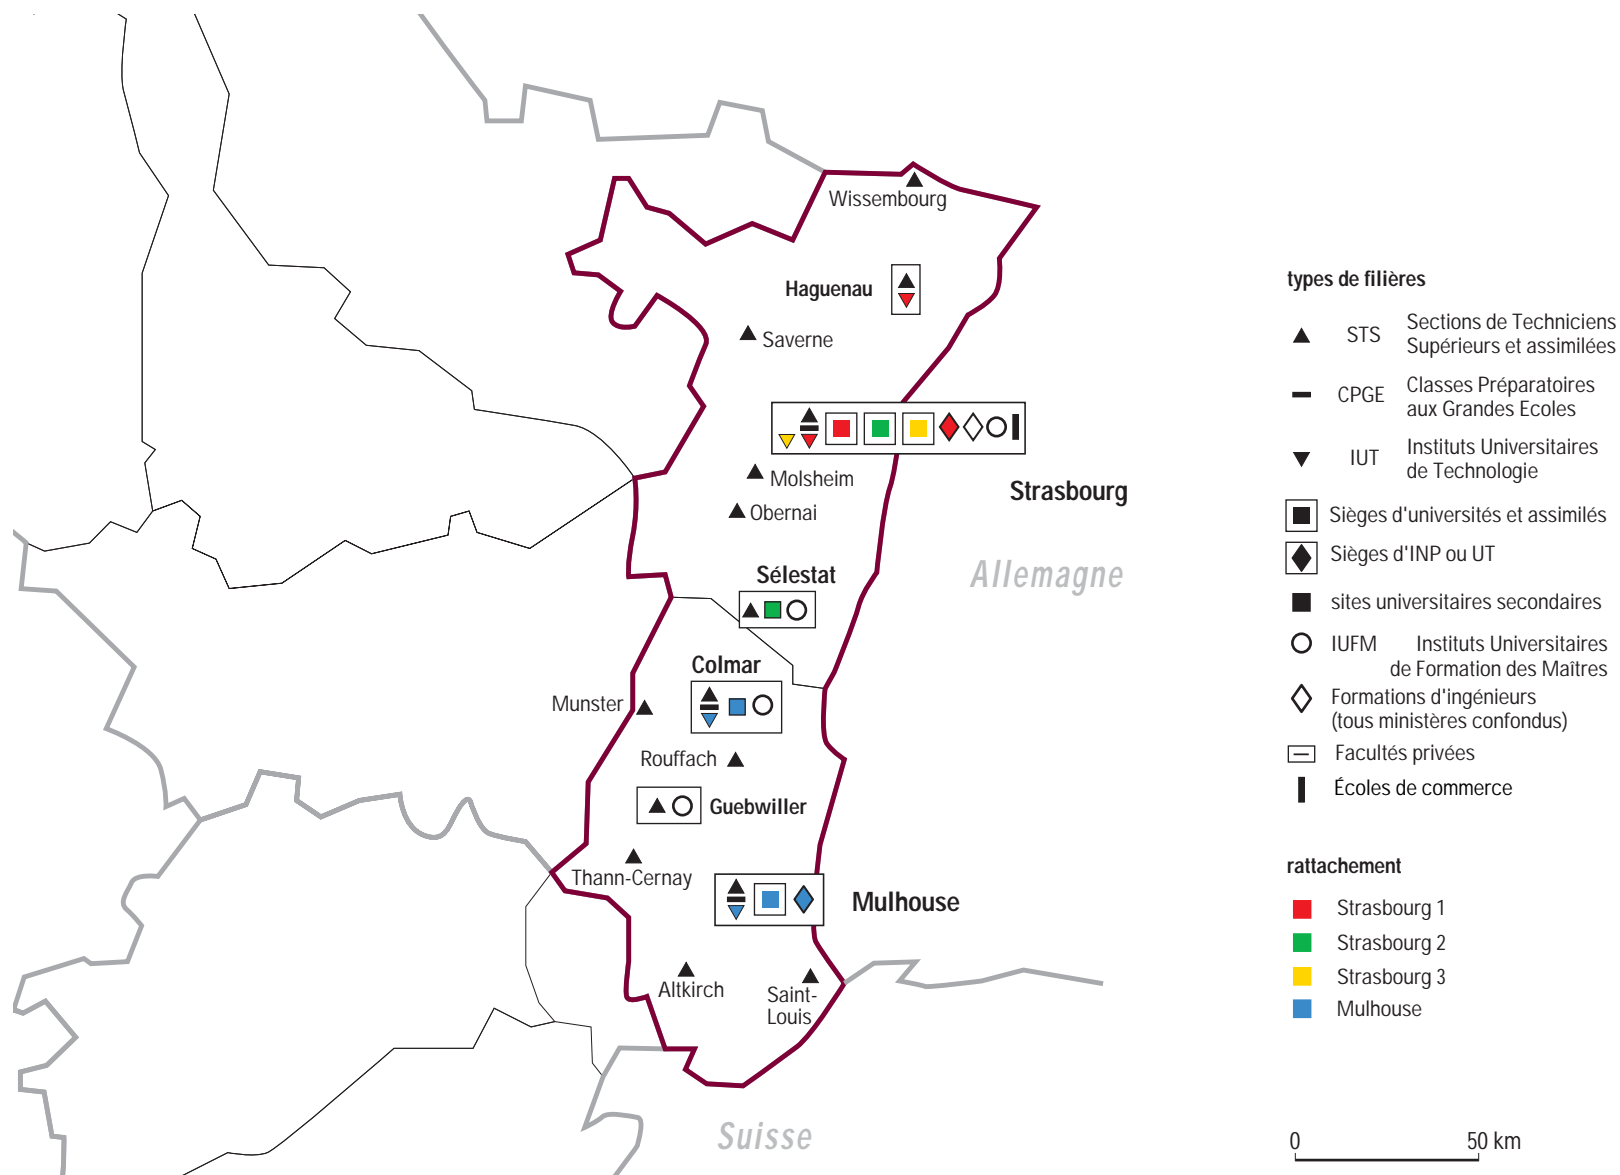 Wissembourg
Haguenau
Saverne
Strasbourg
Molsheim
Obernai
Allemagne
Sélestat
Colmar
Munster
Rouffach
Guebwiller
Thann-Cernay
Mulhouse
Altkirch
Saint-
Louis
Suisse
types de filières
STS Sections de Techniciens
Supérieurs et assimilées
CPGE Classes Préparatoires
aux Grandes Ecoles
IUT Instituts Universitaires
de Technologie
Sièges d'universités et assimilés
Sièges d'INP ou UT
sites universitaires secondaires
IUFM Instituts Universitaires
de Formation des Maîtres
Formations d'ingénieurs
(tous ministères confondus)
Facultés privées
Écoles de commerce
rattachement
Strasbourg 1
Strasbourg 2
Strasbourg 3
Mulhouse
0 50 km